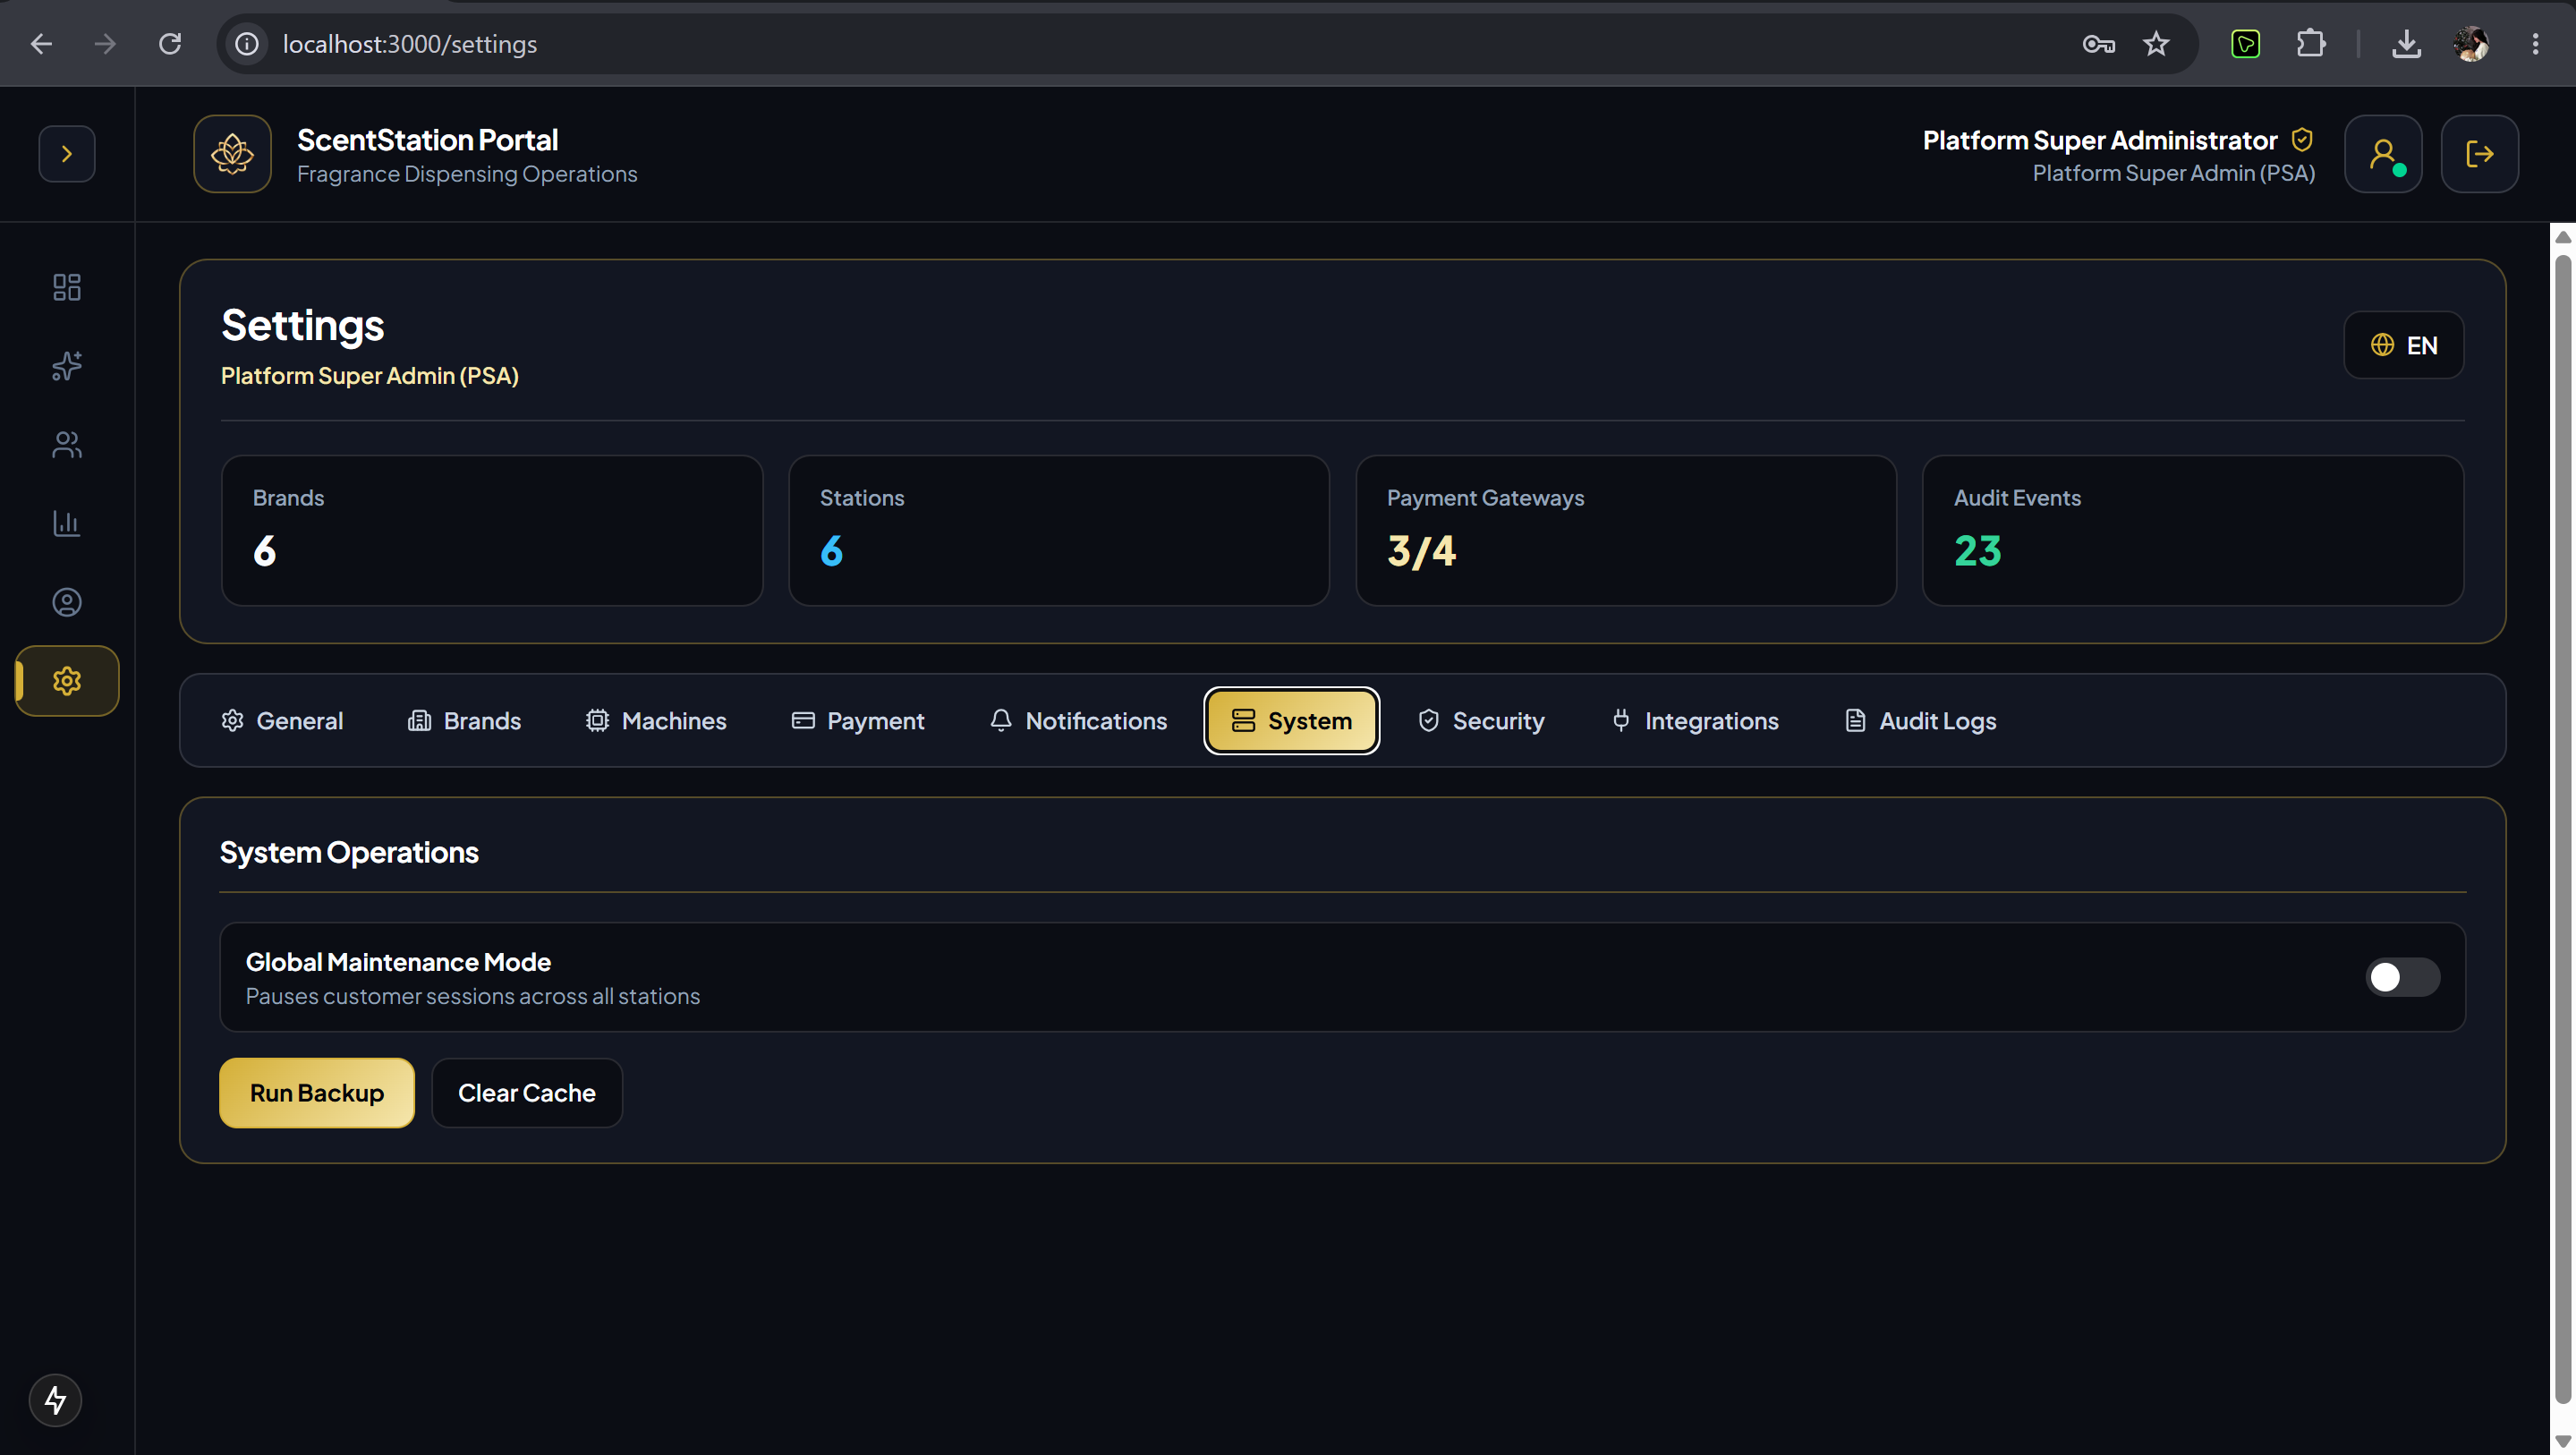 localhost:3000/settings
ScentStation Portal
Fragrance Dispensing Operations
Platform Super Administrator
Platform Super Admin (PSA)
Settings
Platform Super Admin (PSA)
EN
Brands
6
Stations
6
Payment Gateways
3/4
Audit Events
23
General
Brands
Machines
Payment
Notifications
System
Security
Integrations
Audit Logs
System Operations
Global Maintenance Mode
Pauses customer sessions across all stations
Run Backup
Clear Cache